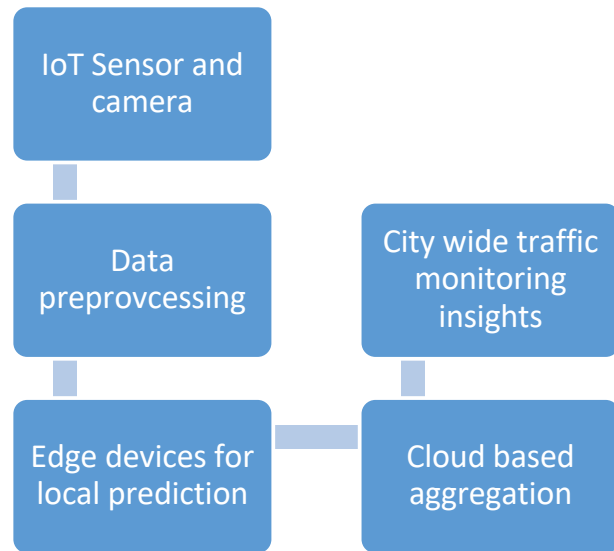 IoT Sensor and
camera
Data
preprovcessing
Edge devices for
local prediction
Cloud based
aggregation
City wide traffic
monitoring
insights